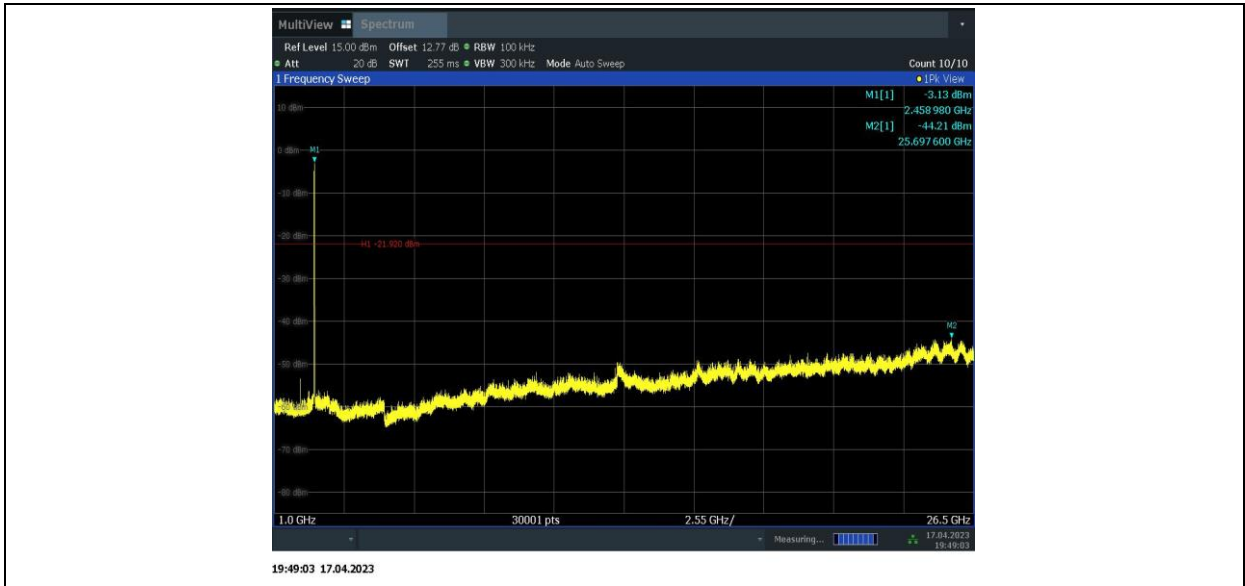 MultiView Spectrum
Ref Level 15.00 dBm Offset 12.77 dB RBW 100 kHz
Att 20 dB SWT 255 ms VBW 300 kHz Mode Auto Sweep Count 10/10
1 Frequency Sweep 1Pk View
M1[1] -3.13 dBm
2.458 980 GHz
M2[1] -44.21 dBm
25.697 600 GHz
10 dBm
0 dBm
M1
-10 dBm
-20 dBm
H1 -21.920 dBm
-30 dBm
-40 dBm
M2
-50 dBm
-70 dBm
-80 dBm
1.0 GHz 30001 pts 2.55 GHz/ 26.5 GHz
Measuring... 17.04.2023
19:49:03
19:49:03 17.04.2023